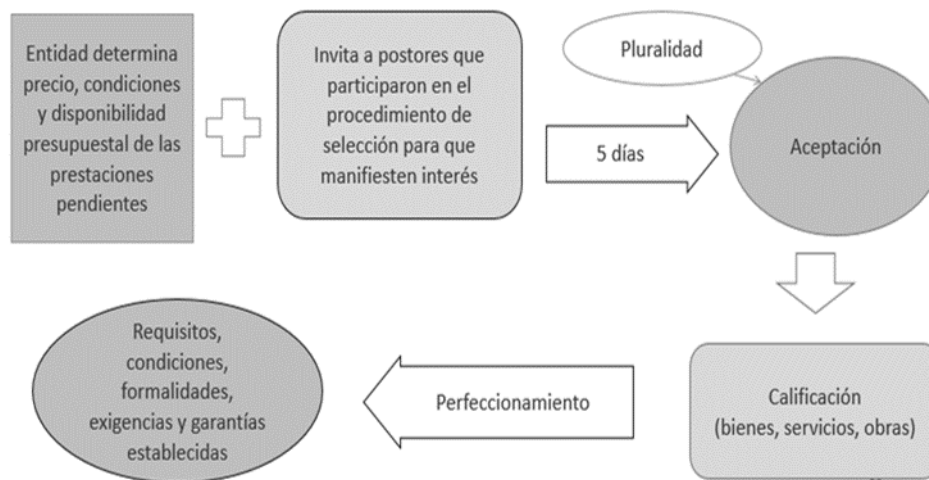 Entidad determina
precio, condiciones
y disponibilidad
presupuestal de las
prestaciones
pendientes
Invita a postores que
participaron en el
procedimiento de
selección para que
manifiesten interés
5 días
Pluralidad
Aceptación
Calificación
(bienes, servicios, obras)
Perfeccionamiento
Requisitos,
condiciones,
formalidades,
exigencias y garantías
establecidas